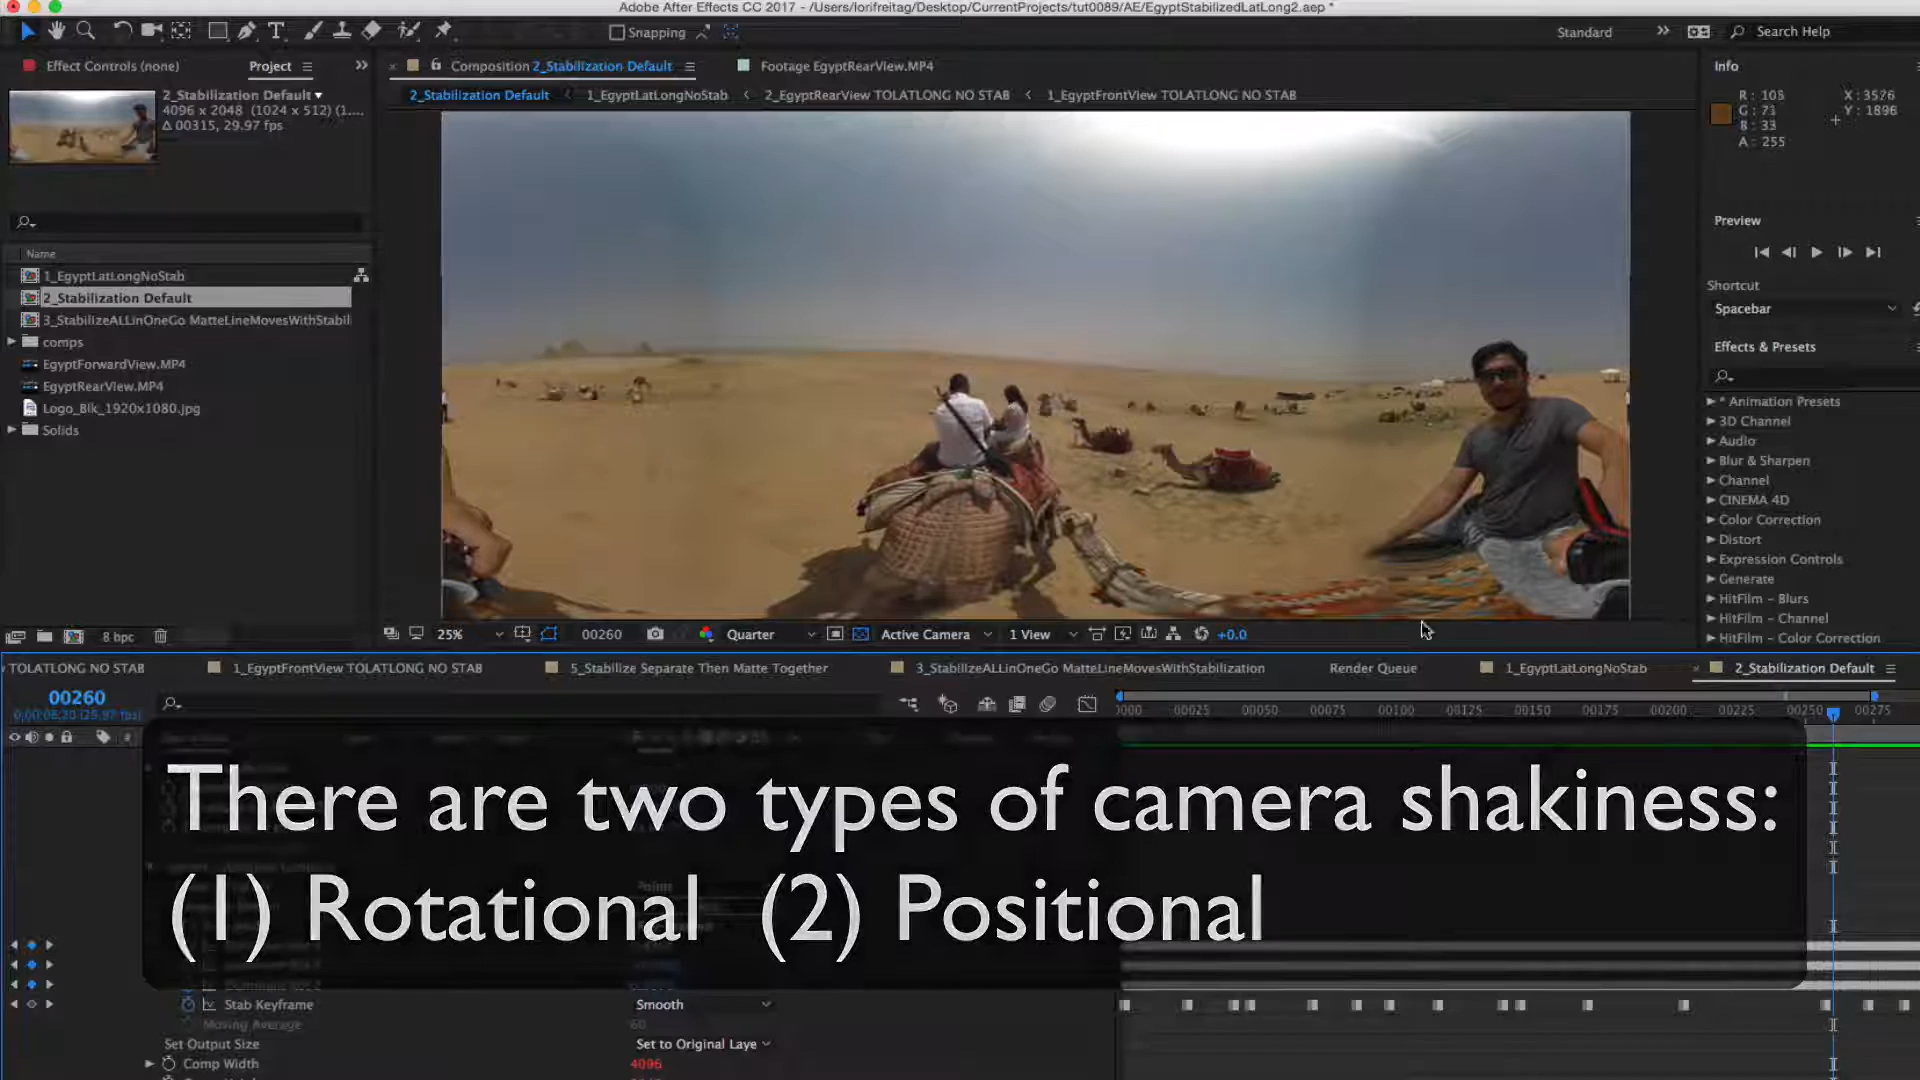 Adobe After Effects CC 2017 - /Users/lorifreitag/Desktop/CurrentProjects/tut0089/AE/EgyptStabilizedLatLong2.aep *
Snapping
Standard
Search Help
Effect Controls (none)
Project
Composition 2_Stabilization Default
Footage EgyptRearView.MP4
Info
2_Stabilization Default
4096 x 2048 (1024 x 512) (1....
Δ 00315, 29.97 fps)
2_Stabilization Default
1_EgyptLatLongNoStab
2_EgyptRearView TOLATLONG NO STAB
1_EgyptFrontView TOLATLONG NO STAB
R: 105
G: 71
B: 33
A: 255
X: 3526
Y: 1896
Preview
Shortcut
Spacebar
Effects & Presets
Name
1_EgyptLatLongNoStab
2_Stabilization Default
3_StabilizeALLinOneGo MatteLineMovesWithStabil
comps
EgyptForwardView.MP4
EgyptRearView.MP4
Logo_Blk_1920x1080.jpg
Solids
* Animation Presets
3D Channel
Audio
Blur & Sharpen
Channel
CINEMA 4D
Color Correction
Distort
Expression Controls
Generate
HitFilm - Blurs
HitFilm - Channel
HitFilm - Color Correction
8 bpc
25%
00260
Quarter
Active Camera
1 View
+0.0
TOLATLONG NO STAB
1_EgyptFrontView TOLATLONG NO STAB
5_Stabilize Separate Then Matte Together
3_StabilizeALLinOneGo MatteLineMovesWithStabilization
Render Queue
1_EgyptLatLongNoStab
2_Stabilization Default
00260
0000 00025 00050 00075 00100 00125 00150 00175 00200 00225 00250 00275
There are two types of camera shakiness:
(1) Rotational (2) Positional
Stab Keyframe
Smooth
Moving Average
60
Set Output Size
Set to Original Laye
Comp Width
4096